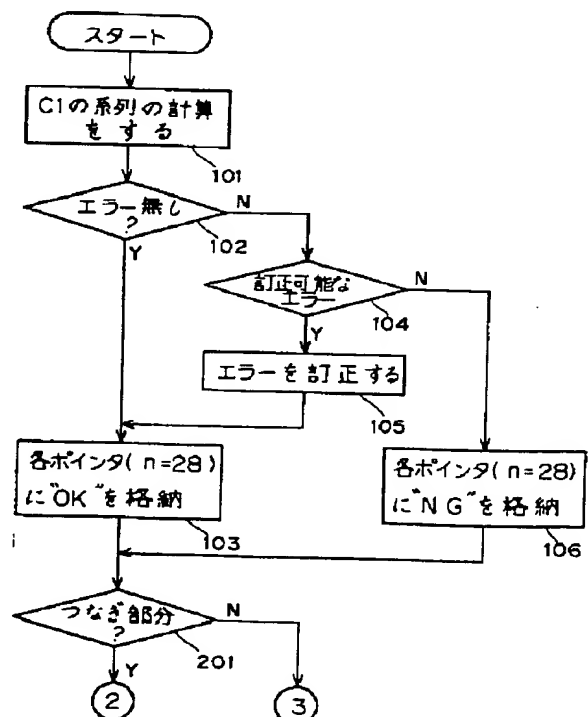 スタート
C1の系列の計算
をする
101
エラー無し
?
102
N
Y
訂正可能な
エラー
104
N
Y
エラーを訂正する
105
各ポインタ(n=28)
に"OK"を格納
103
各ポインタ(n=28)
に"NG"を格納
106
つなぎ部分
?
201
N
Y
②
③